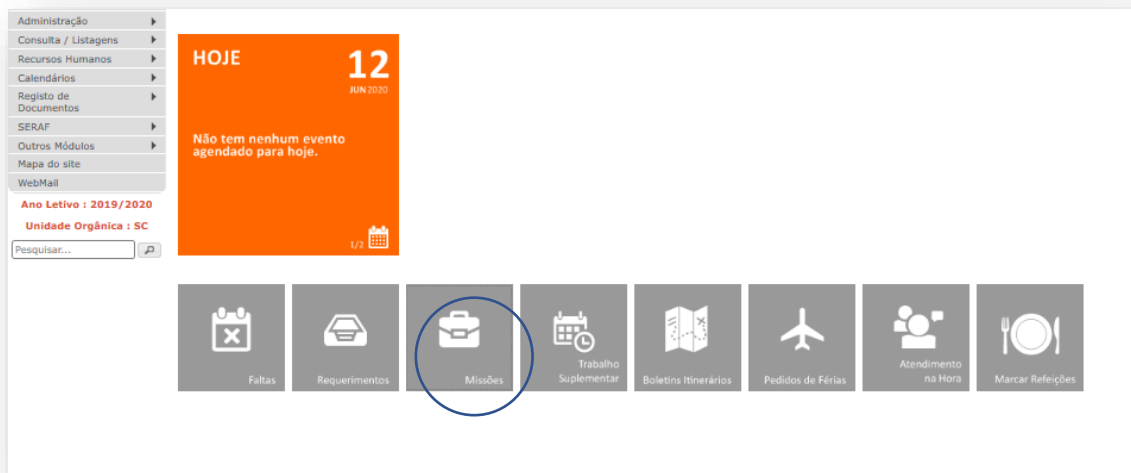 Administração
Consulta / Listagens
Recursos Humanos
Calendários
Registo de
Documentos
SERAF
Outros Módulos
Mapa do site
WebMail
Ano Letivo : 2019/2020
Unidade Orgânica : SC
Pesquisar...
HOJE
12
JUN 2020
Não tem nenhum evento
agendado para hoje.
1/2
Faltas
Requerimentos
Missões
Trabalho
Suplementar
Boletins Itinerários
Pedidos de Férias
Atendimento
na Hora
Marcar Refeições